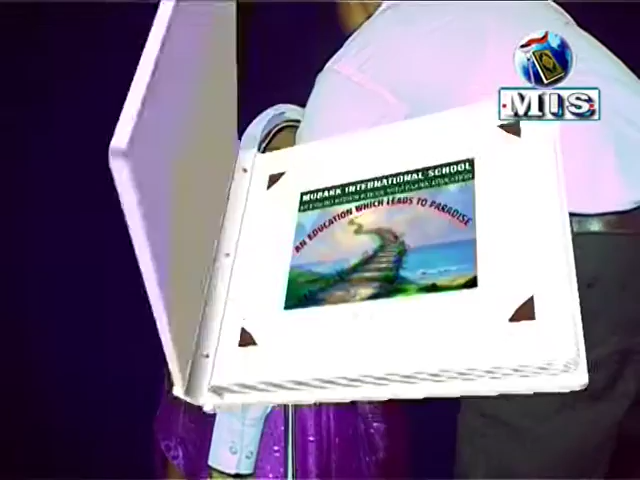 MIS
MUBARK INTERNATIONAL SCHOOL
AN EDUCATION WHICH LEADS TO PARADISE